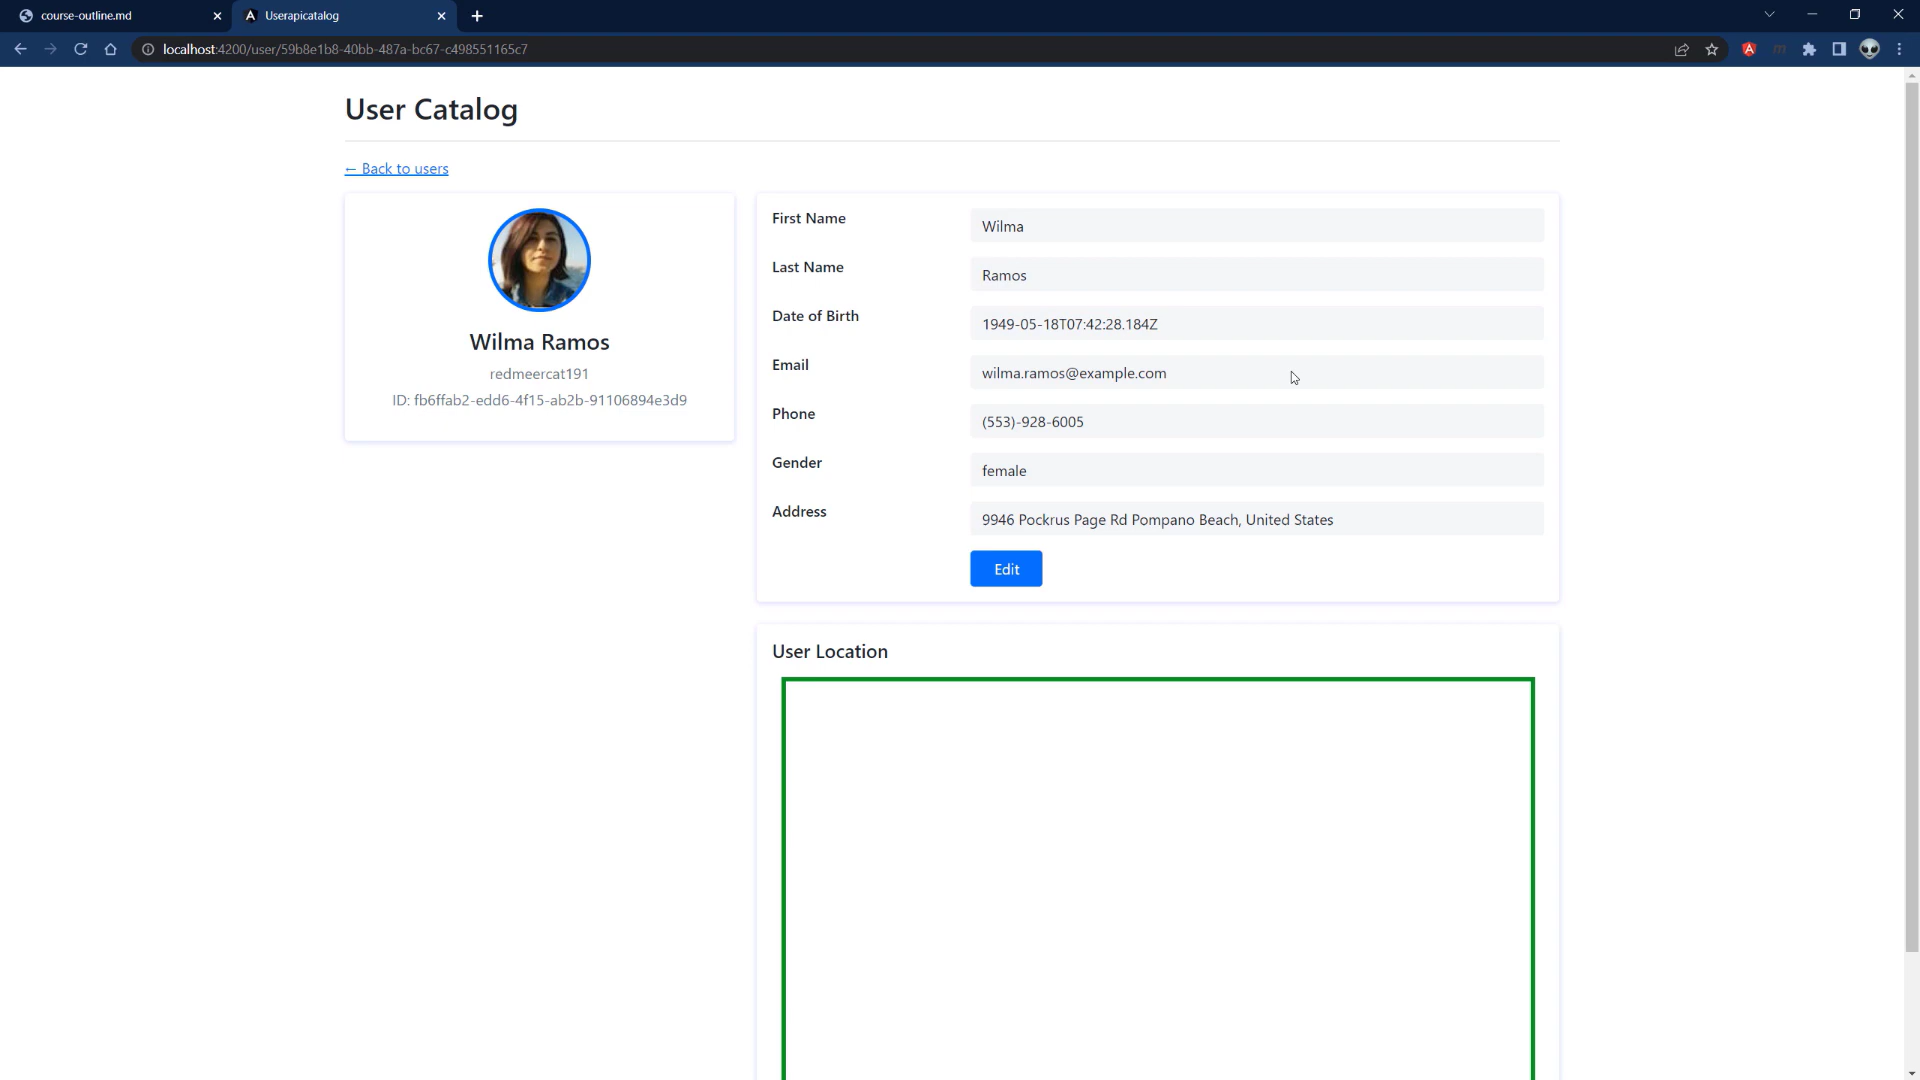 course-outline.md
Userapicatalog
localhost:4200/user/59b8e1b8-40bb-487a-bc67-c498551165c7
User Catalog
← Back to users
Wilma Ramos
redmeercat191
ID: fb6ffab2-edd6-4f15-ab2b-91106894e3d9
First Name
Wilma
Last Name
Ramos
Date of Birth
1949-05-18T07:42:28.184Z
Email
wilma.ramos@example.com
Phone
(553)-928-6005
Gender
female
Address
9946 Pockrus Page Rd Pompano Beach, United States
Edit
User Location